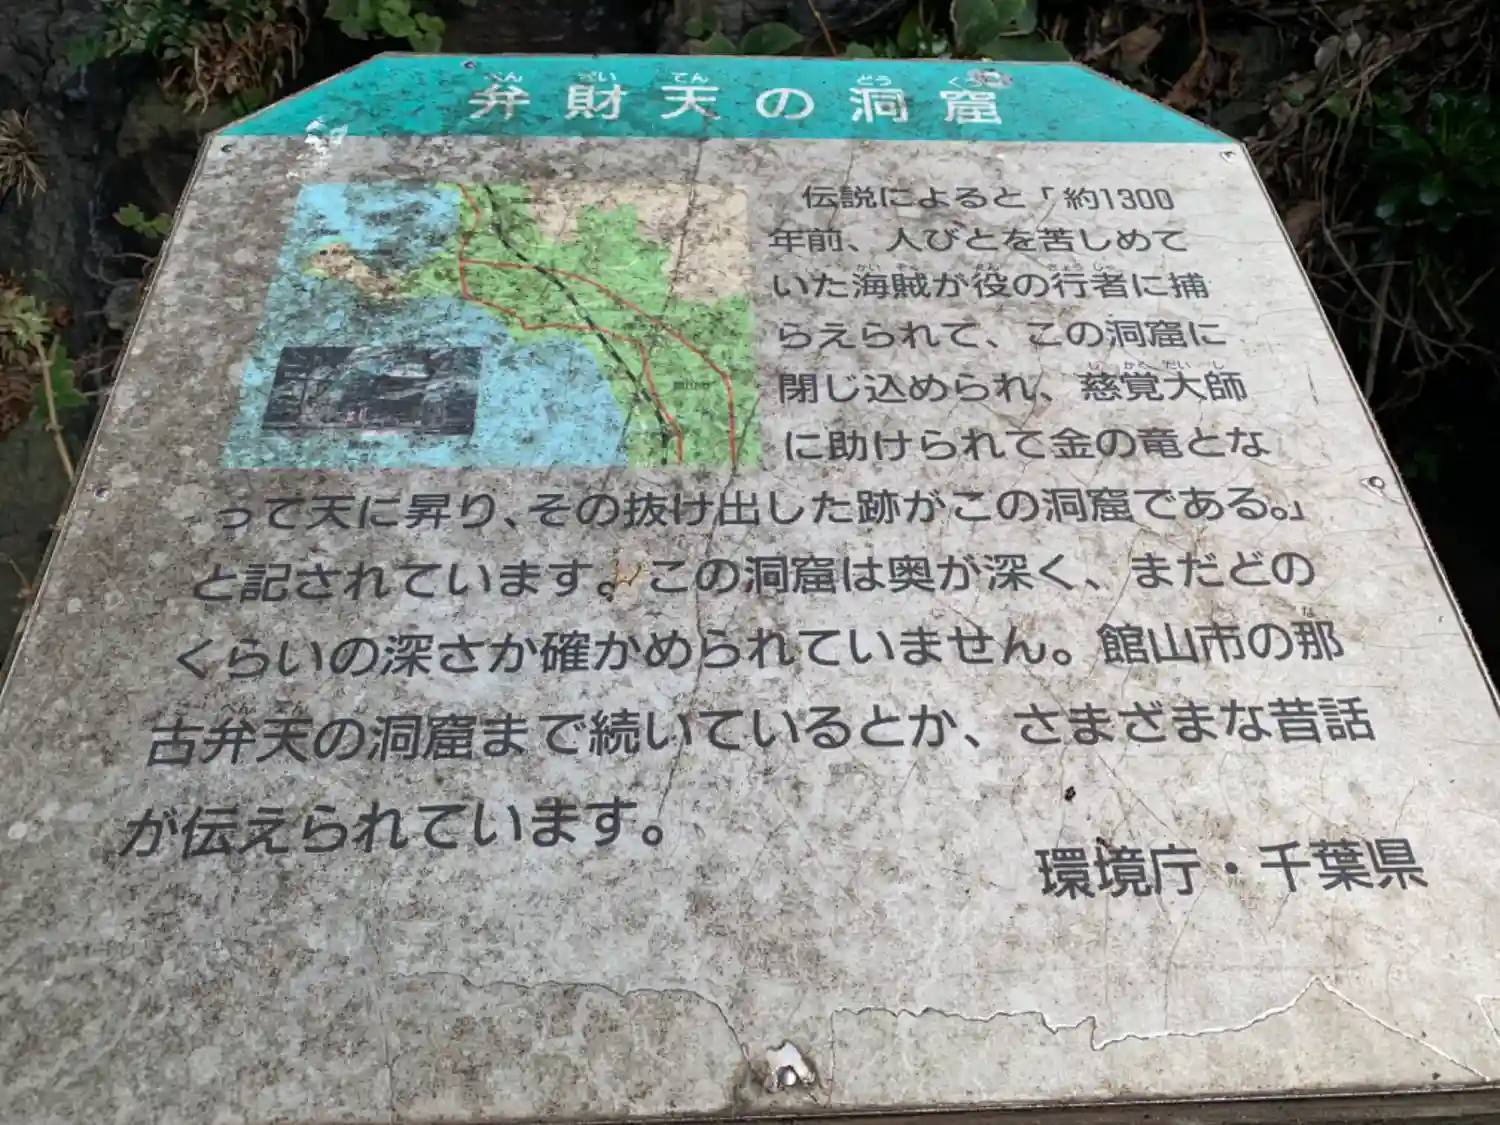 弁財天の洞窟
伝説によると「約1300
年前、人びとを苦しめて
いた海賊が役の行者に捕
らえられて、この洞窟に
閉じ込められ、慈覚大師
に助けられて金の竜とな
って天に昇り、その抜け出した跡がこの洞窟である。」
と記されています。この洞窟は奥が深く、まだどの
くらいの深さか確かめられていません。館山市の那
古弁天の洞窟まで続いているとか、さまざまな昔話
が伝えられています。
環境庁・千葉県